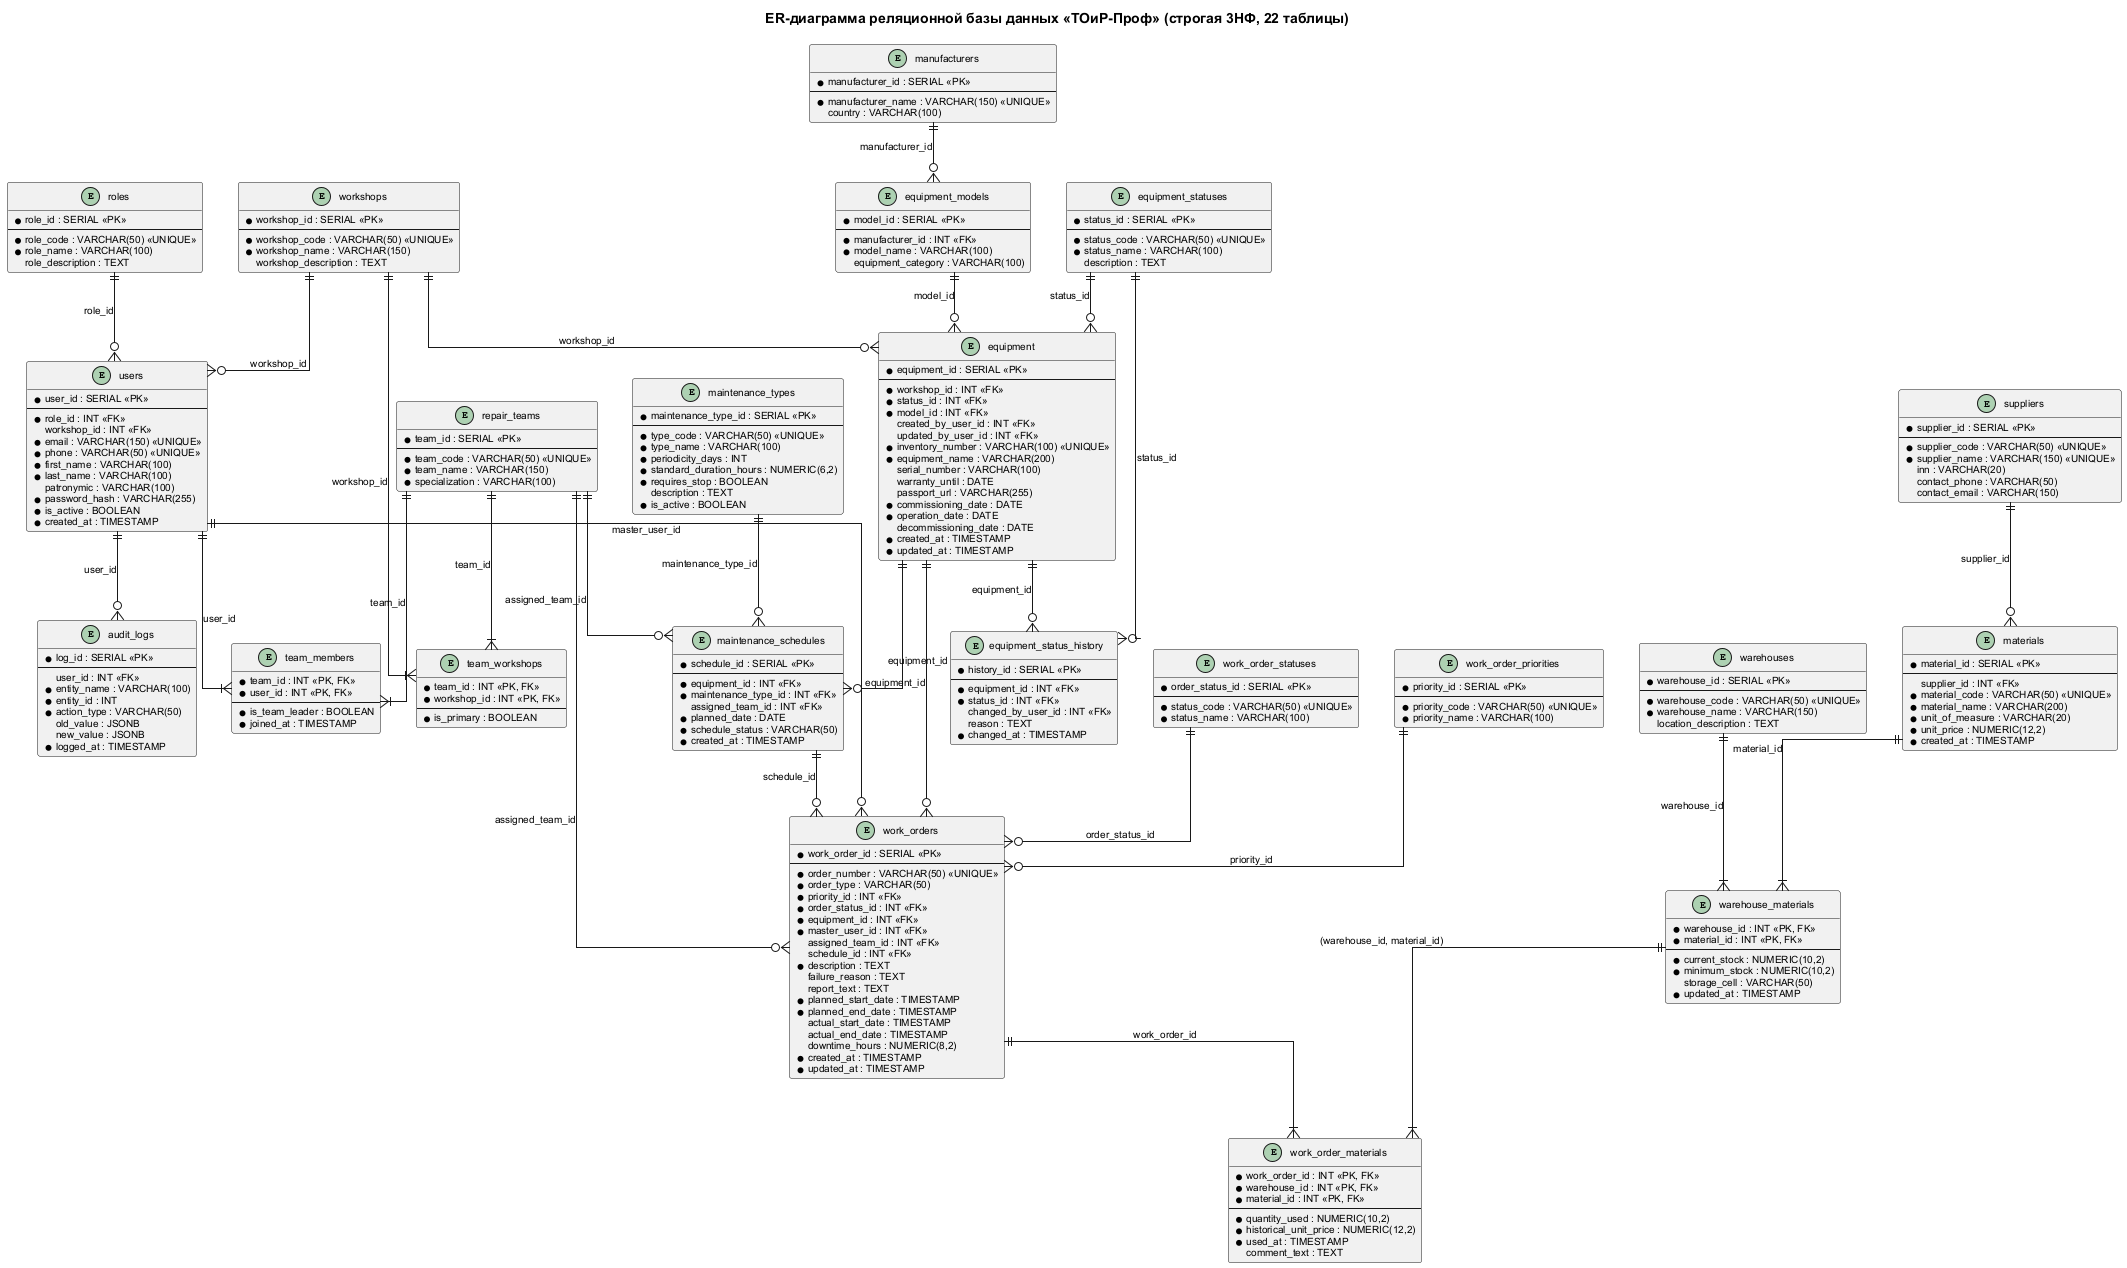 ER-диаграмма реляционной базы данных «ТОиР-Проф» (строгая 3НФ, 22 таблицы)
E manufacturers
manufacturer_id : SERIAL «PK»
manufacturer_name : VARCHAR(150) «UNIQUE»
country : VARCHAR(100)
manufacturer_id
E roles
role_id : SERIAL «PK»
role_code : VARCHAR(50) «UNIQUE»
role_name : VARCHAR(100)
role_description : TEXT
E workshops
workshop_id : SERIAL «PK»
workshop_code : VARCHAR(50) «UNIQUE»
workshop_name : VARCHAR(150)
workshop_description : TEXT
E equipment_models
model_id : SERIAL «PK»
manufacturer_id : INT «FK»
model_name : VARCHAR(100)
equipment_category : VARCHAR(100)
E equipment_statuses
status_id : SERIAL «PK»
status_code : VARCHAR(50) «UNIQUE»
status_name : VARCHAR(100)
description : TEXT
role_id
workshop_id
workshop_id
model_id
status_id
E users
user_id : SERIAL «PK»
role_id : INT «FK»
workshop_id : INT «FK»
email : VARCHAR(150) «UNIQUE»
phone : VARCHAR(50) «UNIQUE»
first_name : VARCHAR(100)
last_name : VARCHAR(100)
patronymic : VARCHAR(100)
password_hash : VARCHAR(255)
is_active : BOOLEAN
created_at : TIMESTAMP
workshop_id
E repair_teams
team_id : SERIAL «PK»
team_code : VARCHAR(50) «UNIQUE»
team_name : VARCHAR(150)
specialization : VARCHAR(100)
E maintenance_types
maintenance_type_id : SERIAL «PK»
type_code : VARCHAR(50) «UNIQUE»
type_name : VARCHAR(100)
periodicity_days : INT
standard_duration_hours : NUMERIC(6,2)
requires_stop : BOOLEAN
description : TEXT
is_active : BOOLEAN
E equipment
equipment_id : SERIAL «PK»
workshop_id : INT «FK»
status_id : INT «FK»
model_id : INT «FK»
created_by_user_id : INT «FK»
updated_by_user_id : INT «FK»
inventory_number : VARCHAR(100) «UNIQUE»
equipment_name : VARCHAR(200)
serial_number : VARCHAR(100)
warranty_until : DATE
passport_url : VARCHAR(255)
commissioning_date : DATE
operation_date : DATE
decommissioning_date : DATE
created_at : TIMESTAMP
updated_at : TIMESTAMP
status_id
E suppliers
supplier_id : SERIAL «PK»
supplier_code : VARCHAR(50) «UNIQUE»
supplier_name : VARCHAR(150) «UNIQUE»
inn : VARCHAR(20)
contact_phone : VARCHAR(50)
contact_email : VARCHAR(150)
master_user_id
user_id
user_id
team_id
team_id
assigned_team_id
maintenance_type_id
equipment_id
supplier_id
E audit_logs
log_id : SERIAL «PK»
user_id : INT «FK»
entity_name : VARCHAR(100)
entity_id : INT
action_type : VARCHAR(50)
old_value : JSONB
new_value : JSONB
logged_at : TIMESTAMP
E team_members
team_id : INT «PK, FK»
user_id : INT «PK, FK»
is_team_leader : BOOLEAN
joined_at : TIMESTAMP
E team_workshops
team_id : INT «PK, FK»
workshop_id : INT «PK, FK»
is_primary : BOOLEAN
E maintenance_schedules
schedule_id : SERIAL «PK»
equipment_id : INT «FK»
maintenance_type_id : INT «FK»
assigned_team_id : INT «FK»
planned_date : DATE
schedule_status : VARCHAR(50)
created_at : TIMESTAMP
equipment_id
equipment_id
E equipment_status_history
history_id : SERIAL «PK»
equipment_id : INT «FK»
status_id : INT «FK»
changed_by_user_id : INT «FK»
reason : TEXT
changed_at : TIMESTAMP
E work_order_statuses
order_status_id : SERIAL «PK»
status_code : VARCHAR(50) «UNIQUE»
status_name : VARCHAR(100)
E work_order_priorities
priority_id : SERIAL «PK»
priority_code : VARCHAR(50) «UNIQUE»
priority_name : VARCHAR(100)
E warehouses
warehouse_id : SERIAL «PK»
warehouse_code : VARCHAR(50) «UNIQUE»
warehouse_name : VARCHAR(150)
location_description : TEXT
E materials
material_id : SERIAL «PK»
supplier_id : INT «FK»
material_code : VARCHAR(50) «UNIQUE»
material_name : VARCHAR(200)
unit_of_measure : VARCHAR(20)
unit_price : NUMERIC(12,2)
created_at : TIMESTAMP
material_id
schedule_id
warehouse_id
assigned_team_id
order_status_id
priority_id
E work_orders
work_order_id : SERIAL «PK»
order_number : VARCHAR(50) «UNIQUE»
order_type : VARCHAR(50)
priority_id : INT «FK»
order_status_id : INT «FK»
equipment_id : INT «FK»
master_user_id : INT «FK»
assigned_team_id : INT «FK»
schedule_id : INT «FK»
description : TEXT
failure_reason : TEXT
report_text : TEXT
planned_start_date : TIMESTAMP
planned_end_date : TIMESTAMP
actual_start_date : TIMESTAMP
actual_end_date : TIMESTAMP
downtime_hours : NUMERIC(8,2)
created_at : TIMESTAMP
updated_at : TIMESTAMP
E warehouse_materials
warehouse_id : INT «PK, FK»
material_id : INT «PK, FK»
current_stock : NUMERIC(10,2)
minimum_stock : NUMERIC(10,2)
storage_cell : VARCHAR(50)
updated_at : TIMESTAMP
(warehouse_id, material_id)
work_order_id
E work_order_materials
work_order_id : INT «PK, FK»
warehouse_id : INT «PK, FK»
material_id : INT «PK, FK»
quantity_used : NUMERIC(10,2)
historical_unit_price : NUMERIC(12,2)
used_at : TIMESTAMP
comment_text : TEXT